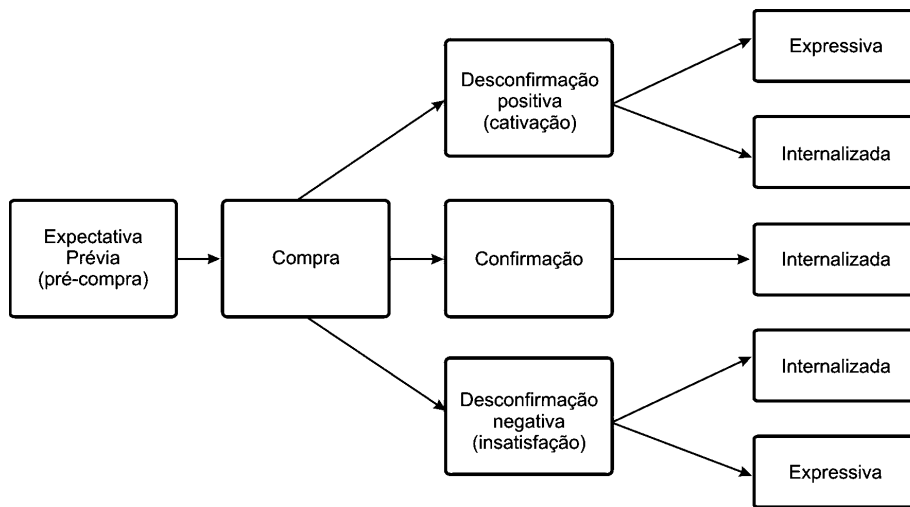 Expectativa
Prévia
(pré-compra)
Compra
Desconfirmação
positiva
(cativação)
Confirmação
Desconfirmação
negativa
(insatisfação)
Expressiva
Internalizada
Internalizada
Internalizada
Expressiva